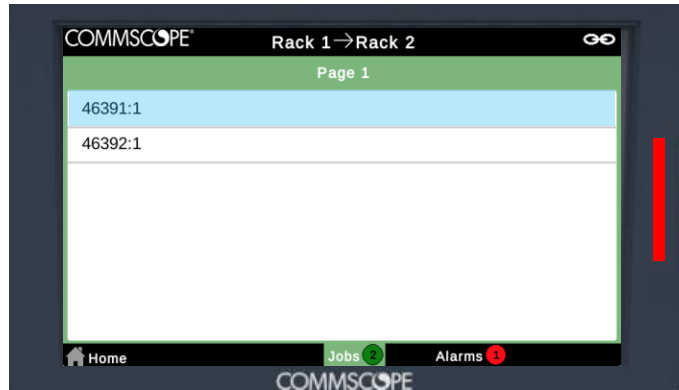 COMMSCOPE®
Rack 1→Rack 2
Page 1
46391:1
46392:1
Home
Jobs 2
Alarms 1
COMMSCOPE